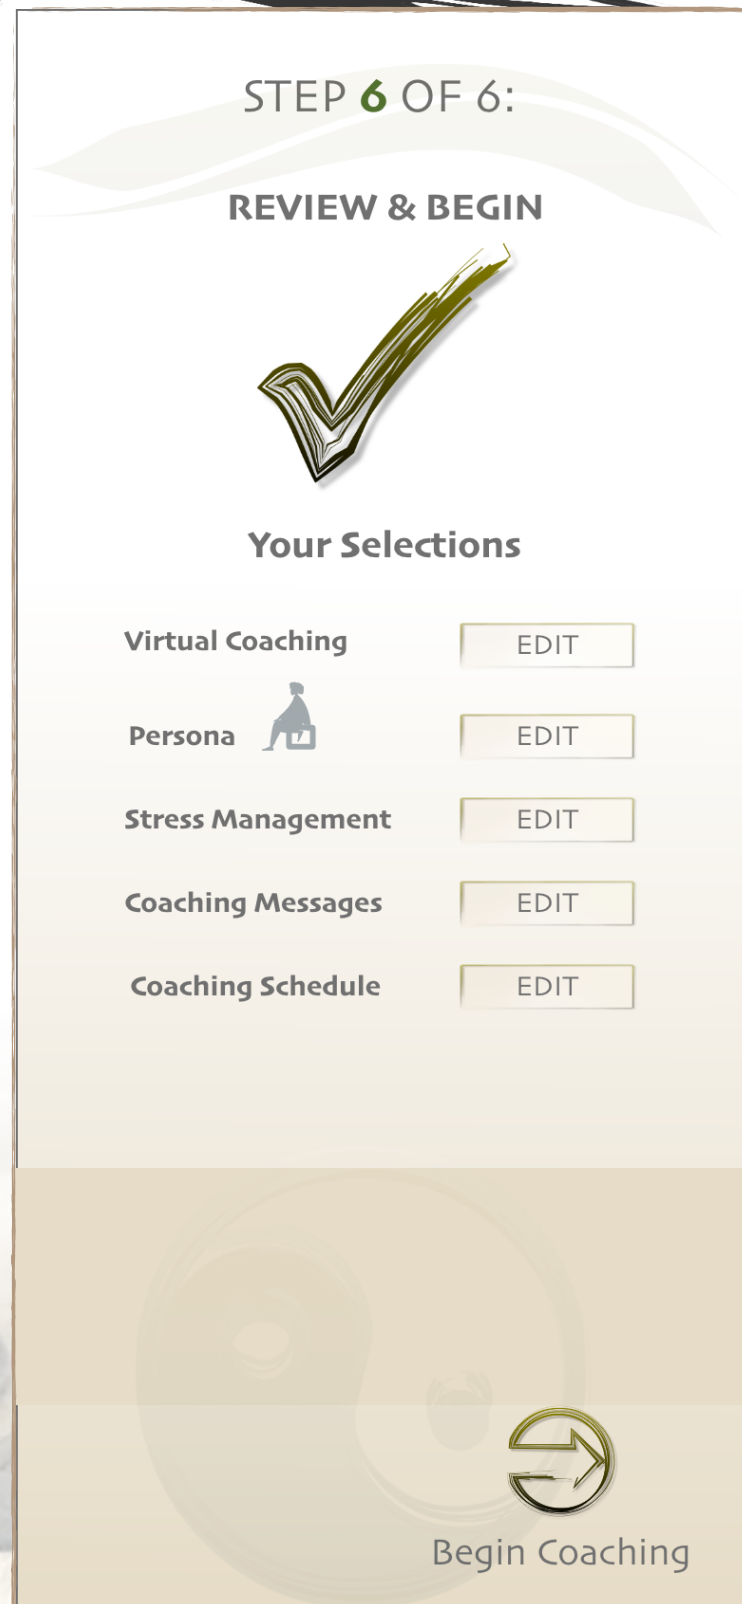 STEP 6 OF 6:
REVIEW & BEGIN
Your Selections
Virtual Coaching EDIT
Persona EDIT
Stress Management EDIT
Coaching Messages EDIT
Coaching Schedule EDIT
Begin Coaching